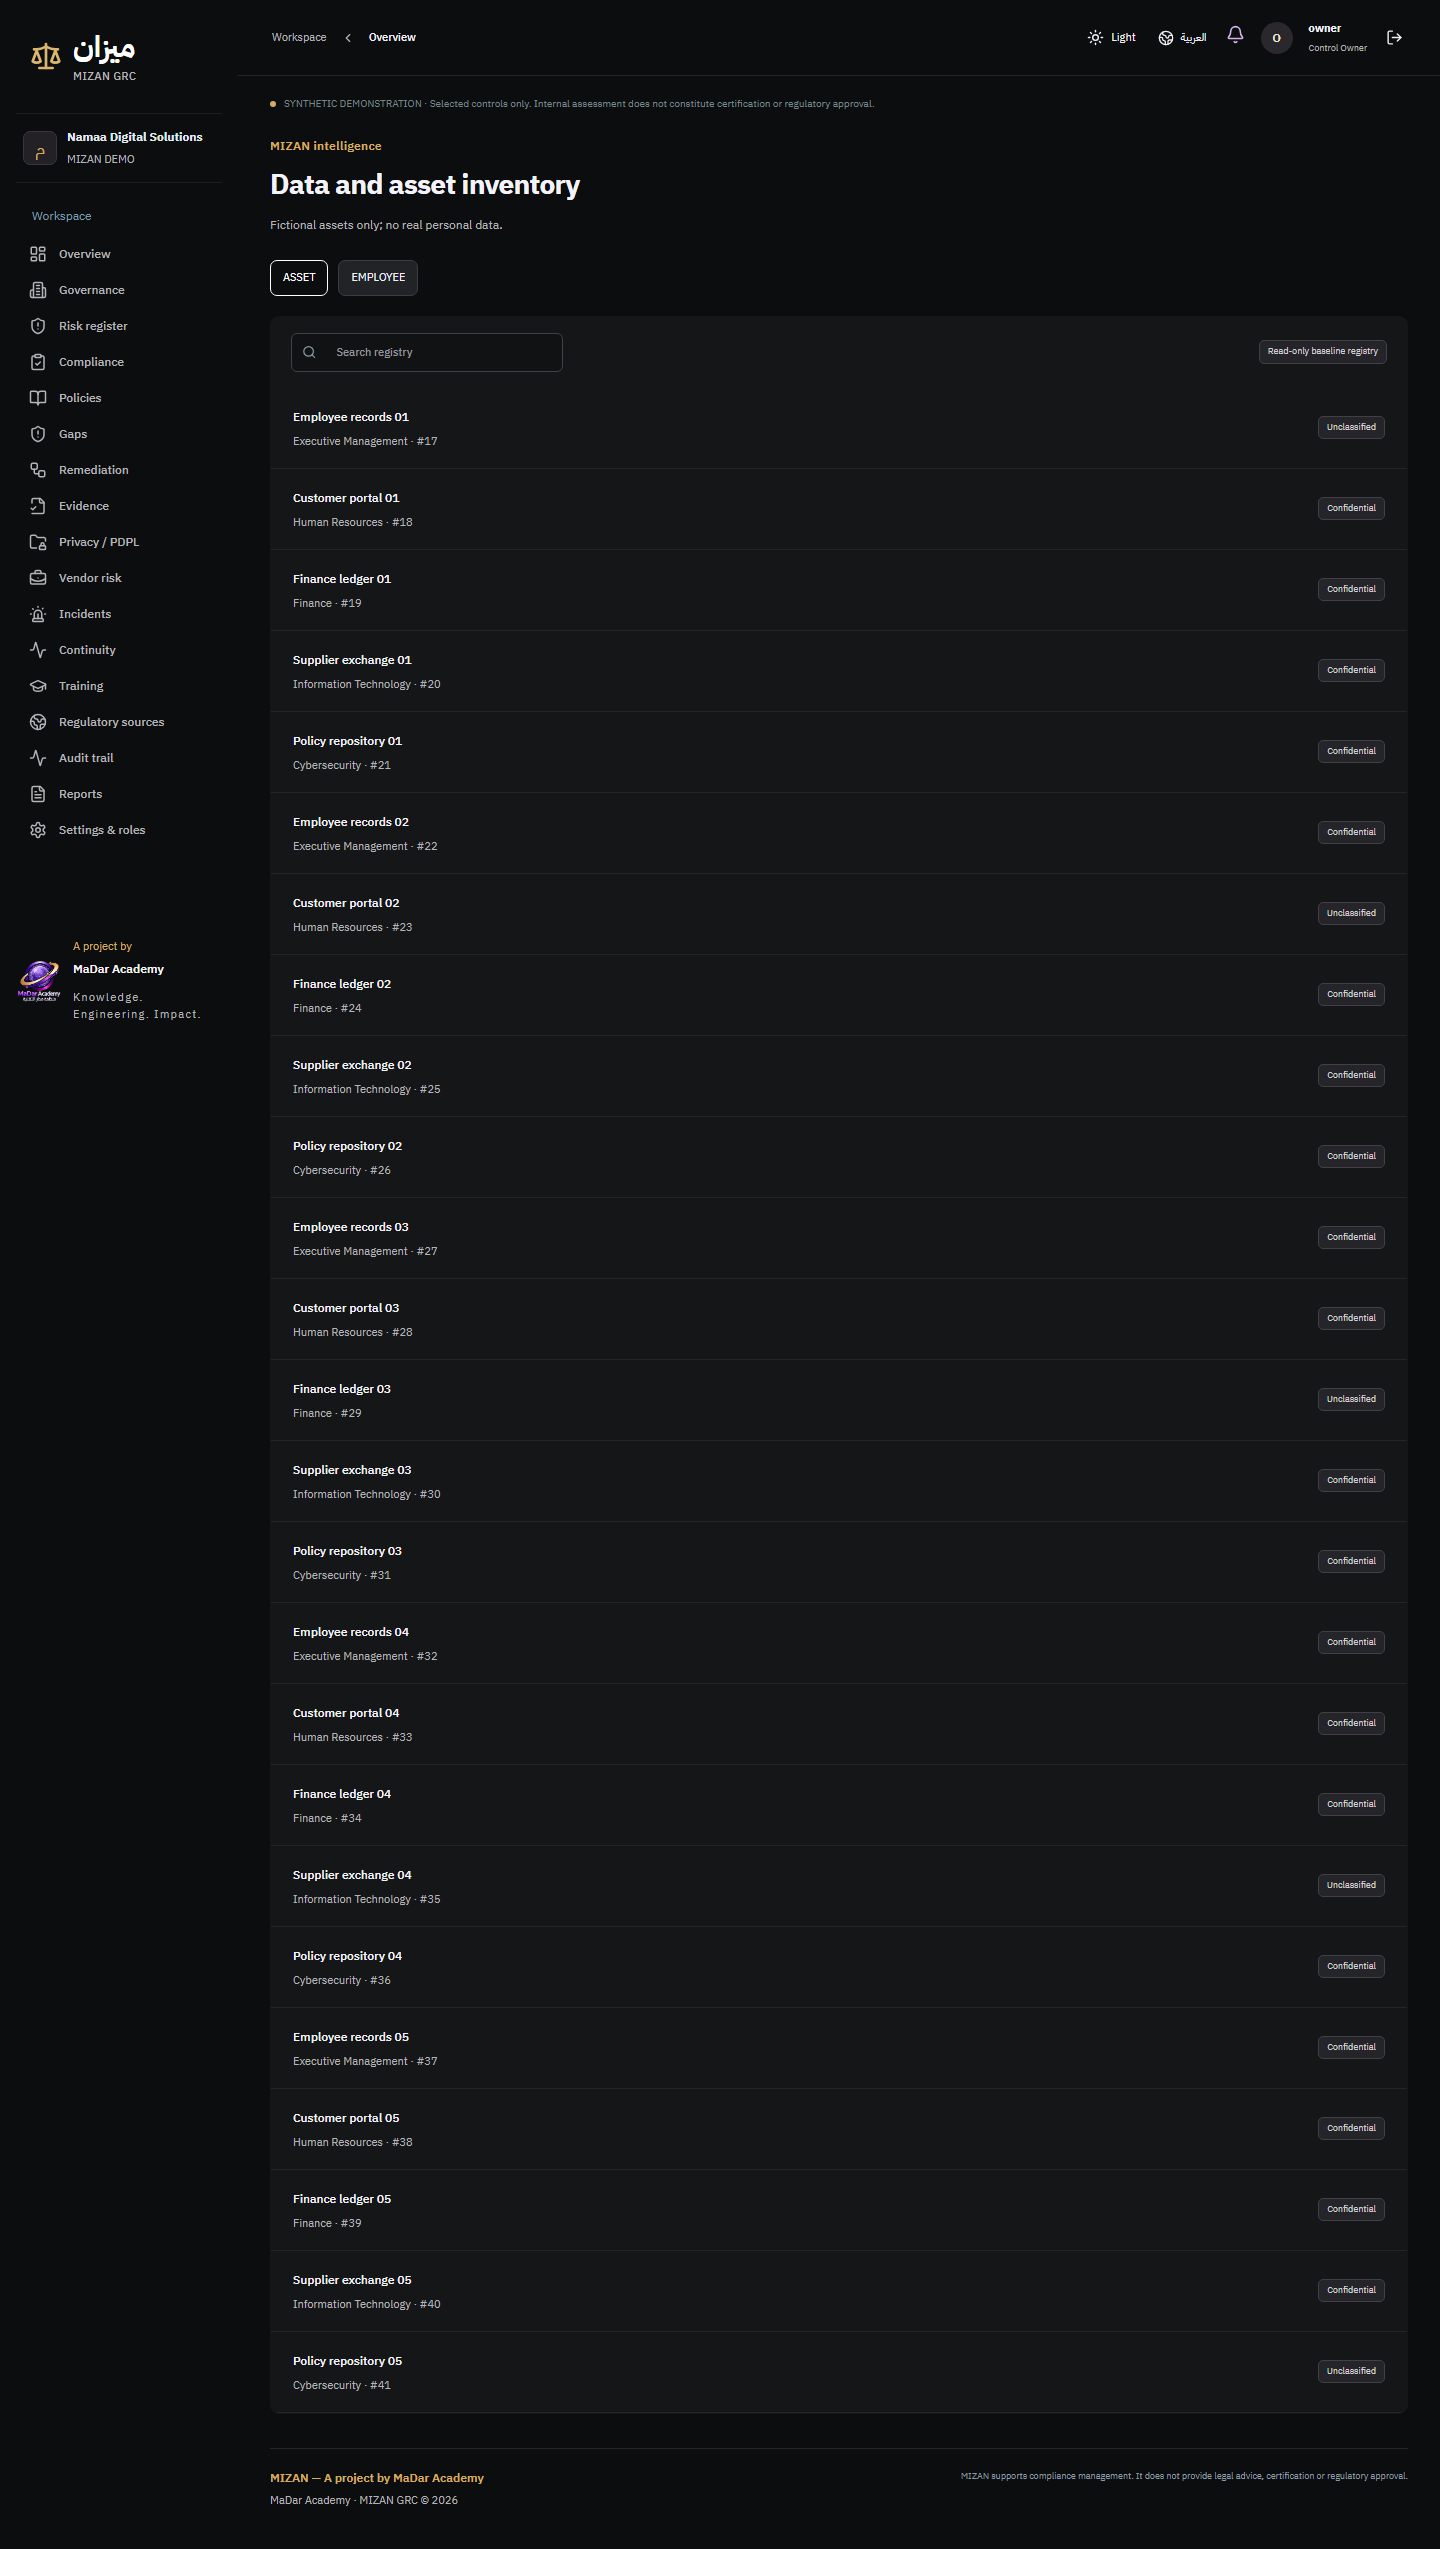 ميزان
MIZAN GRC
م
Namaa Digital Solutions
MIZAN DEMO
Workspace
Overview
Governance
Risk register
Compliance
Policies
Gaps
Remediation
Evidence
Privacy / PDPL
Vendor risk
Incidents
Continuity
Training
Regulatory sources
Audit trail
Reports
Settings & roles
A project by
MaDar Academy
Knowledge.
Engineering. Impact.
MaDar Academy
Workspace
Overview
Light
العربية
O
owner
Control Owner
SYNTHETIC DEMONSTRATION · Selected controls only. Internal assessment does not constitute certification or regulatory approval.
MIZAN intelligence
Data and asset inventory
Fictional assets only; no real personal data.
ASSET
EMPLOYEE
Search registry
Read-only baseline registry
Employee records 01
Executive Management · #17
Unclassified
Customer portal 01
Human Resources · #18
Confidential
Finance ledger 01
Finance · #19
Confidential
Supplier exchange 01
Information Technology · #20
Confidential
Policy repository 01
Cybersecurity · #21
Confidential
Employee records 02
Executive Management · #22
Confidential
Customer portal 02
Human Resources · #23
Unclassified
Finance ledger 02
Finance · #24
Confidential
Supplier exchange 02
Information Technology · #25
Confidential
Policy repository 02
Cybersecurity · #26
Confidential
Employee records 03
Executive Management · #27
Confidential
Customer portal 03
Human Resources · #28
Confidential
Finance ledger 03
Finance · #29
Unclassified
Supplier exchange 03
Information Technology · #30
Confidential
Policy repository 03
Cybersecurity · #31
Confidential
Employee records 04
Executive Management · #32
Confidential
Customer portal 04
Human Resources · #33
Confidential
Finance ledger 04
Finance · #34
Confidential
Supplier exchange 04
Information Technology · #35
Unclassified
Policy repository 04
Cybersecurity · #36
Confidential
Employee records 05
Executive Management · #37
Confidential
Customer portal 05
Human Resources · #38
Confidential
Finance ledger 05
Finance · #39
Confidential
Supplier exchange 05
Information Technology · #40
Confidential
Policy repository 05
Cybersecurity · #41
Unclassified
MIZAN — A project by MaDar Academy
MaDar Academy · MIZAN GRC © 2026
MIZAN supports compliance management. It does not provide legal advice, certification or regulatory approval.